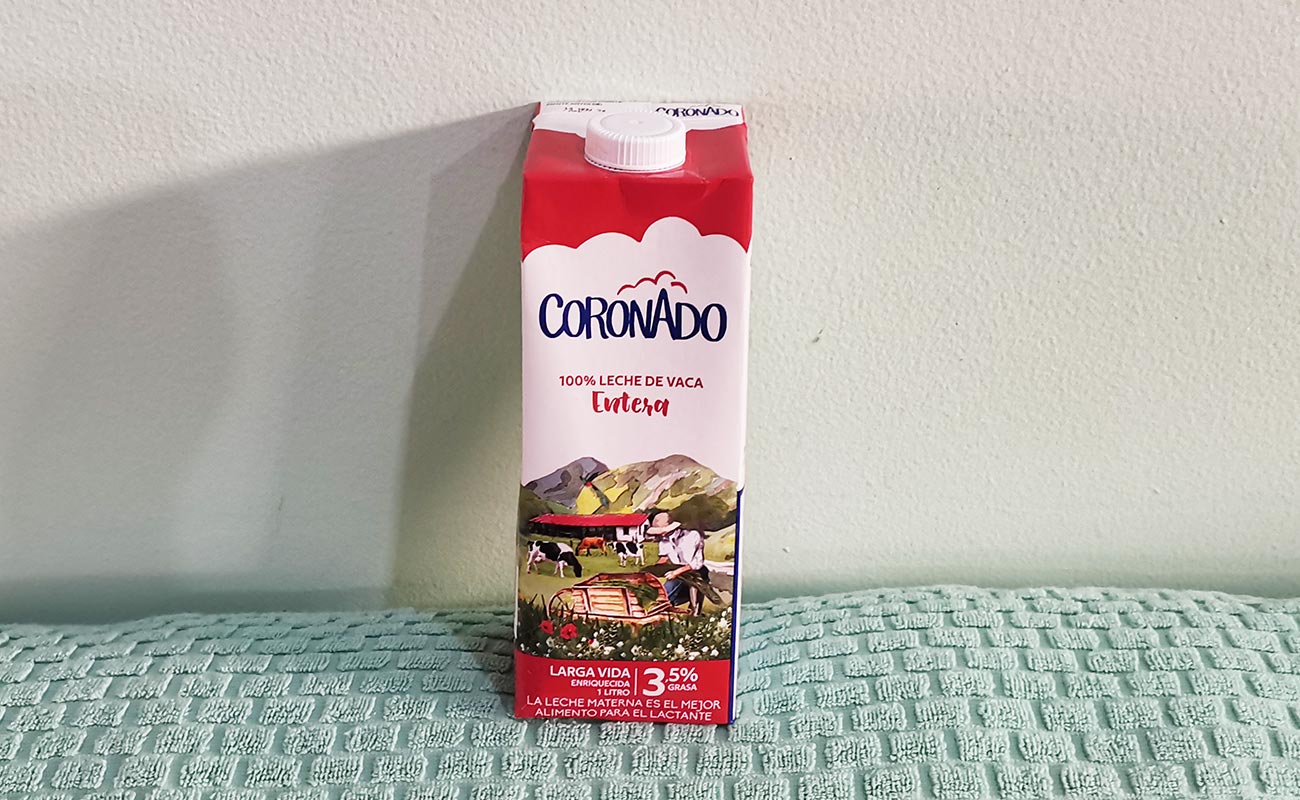 CORONADO
CORONADO
100% LECHE DE VACA
Entera
LARGA VIDA
ENRIQUECIDA
1 LITRO
3.5%
GRASA
LA LECHE MATERNA ES EL MEJOR
ALIMENTO PARA EL LACTANTE